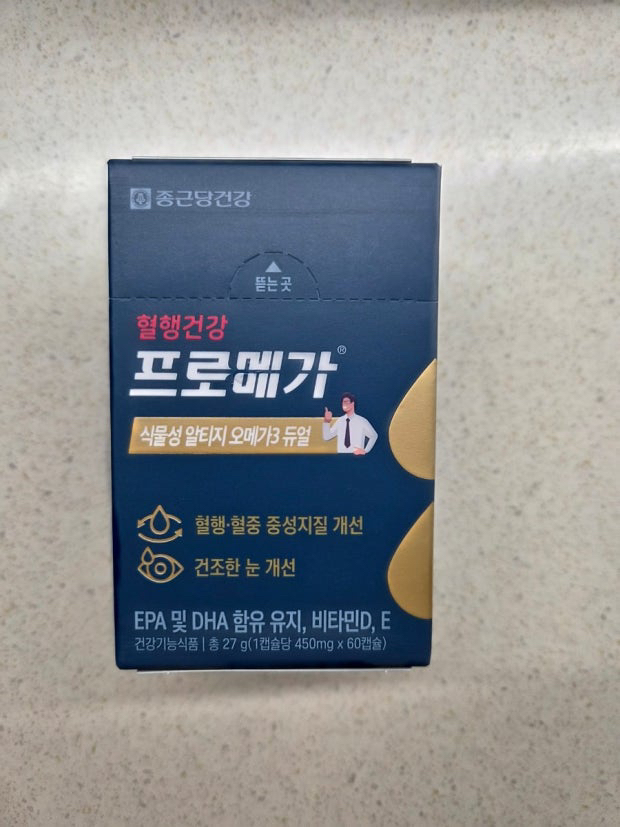 종근당건강
뜯는 곳
혈행건강
프로메가®
식물성 알티지 오메가3 듀얼
혈행·혈중 중성지질 개선
건조한 눈 개선
EPA 및 DHA 함유 유지, 비타민D, E
건강기능식품 | 총 27 g(1캡슐당 450mg x 60캡슐)